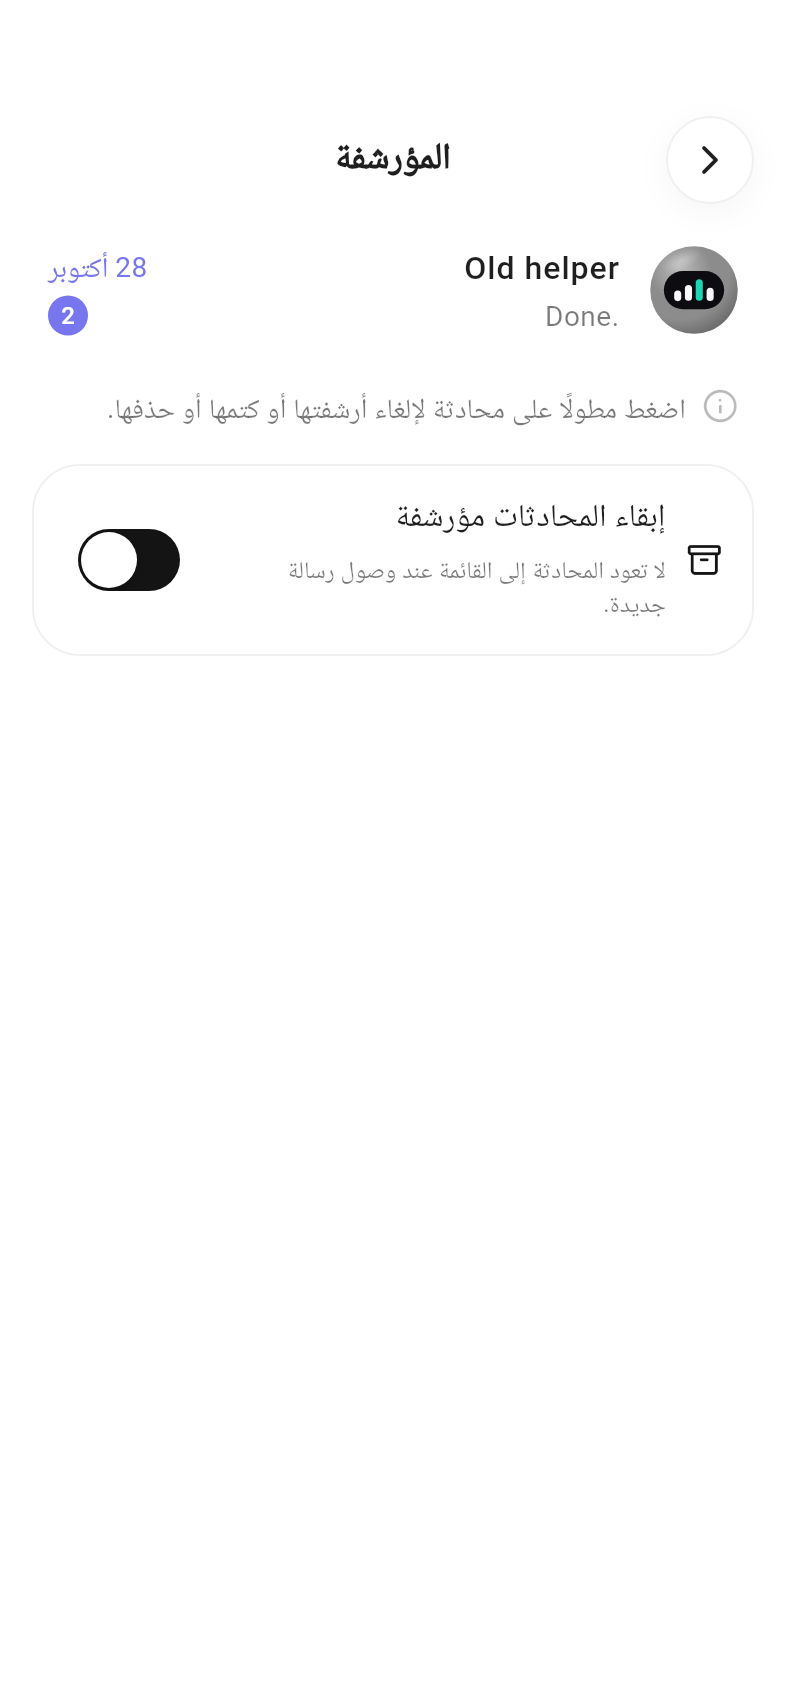 المؤرشفة
Old helper
28 أكتوبر
Done.
2
اضغط مطولًا على محادثة لإلغاء أرشفتها أو كتمها أو حذفها.
إبقاء المحادثات مؤرشفة
لا تعود المحادثة إلى القائمة عند وصول رسالة
جديدة.